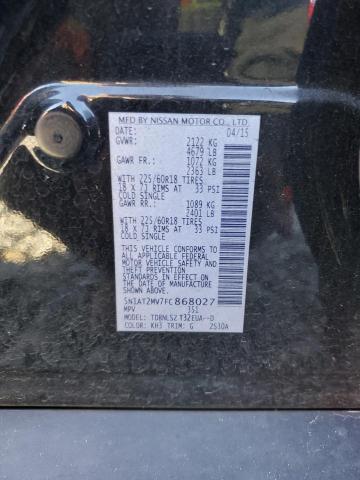 MFD BY NISSAN MOTOR CO., LTD.
DATE: 04/15
GVWR: 2122 KG
4679 LB
GAWR FR.: 1072 KG
2363 LB
WITH 225/60R18 TIRES
18 X 7J RIMS AT 33 PSI
COLD SINGLE
GAWR RR.: 1089 KG
2401 LB
WITH 225/60R18 TIRES
18 X 7J RIMS AT 33 PSI
COLD SINGLE
THIS VEHICLE CONFORMS TO
ALL APPLICABLE FEDERAL
MOTOR VEHICLE SAFETY
STANDARDS IN EFFECT ON
THE DATE OF MANUFACTURE
SHOWN ABOVE.
5N1AT2MV7FC868027
MPV 351
MODEL: TDBNLS2 T32EUA--D
COLOR: KH3 TRIM: G 2510A